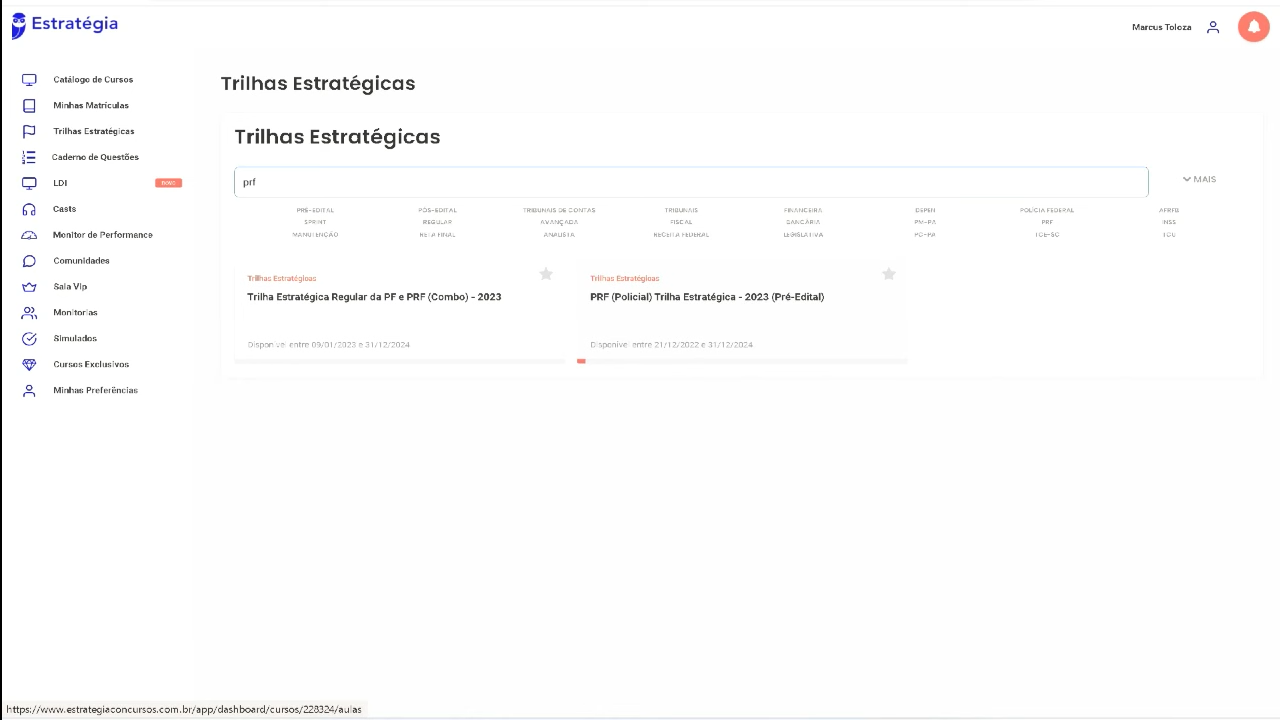 Estratégia
Marcus Toloza
Catálogo de Cursos
Minhas Matrículas
Trilhas Estratégicas
Caderno de Questões
LDI
novo
Casts
Monitor de Performance
Comunidades
Sala Vip
Monitorias
Simulados
Cursos Exclusivos
Minhas Preferências
Trilhas Estratégicas
Trilhas Estratégicas
prf
MAIS
PRÉ-EDITAL PÓS-EDITAL TRIBUNAIS DE CONTAS TRIBUNAIS FINANCEIRA DEPEN POLÍCIA FEDERAL AFRFB
SPRINT REGULAR AVANÇADA FISCAL BANCÁRIA PM-PA PRF INSS
MANUTENÇÃO RETA FINAL ANALISTA RECEITA FEDERAL LEGISLATIVA PC-PA TCE-SC TCU
Trilhas Estratégicas
Trilha Estratégica Regular da PF e PRF (Combo) - 2023
Disponível entre 09/01/2023 e 31/12/2024
Trilhas Estratégicas
PRF (Policial) Trilha Estratégica - 2023 (Pré-Edital)
Disponível entre 21/12/2022 e 31/12/2024
https://www.estrategiaconcursos.com.br/app/dashboard/cursos/228324/aulas